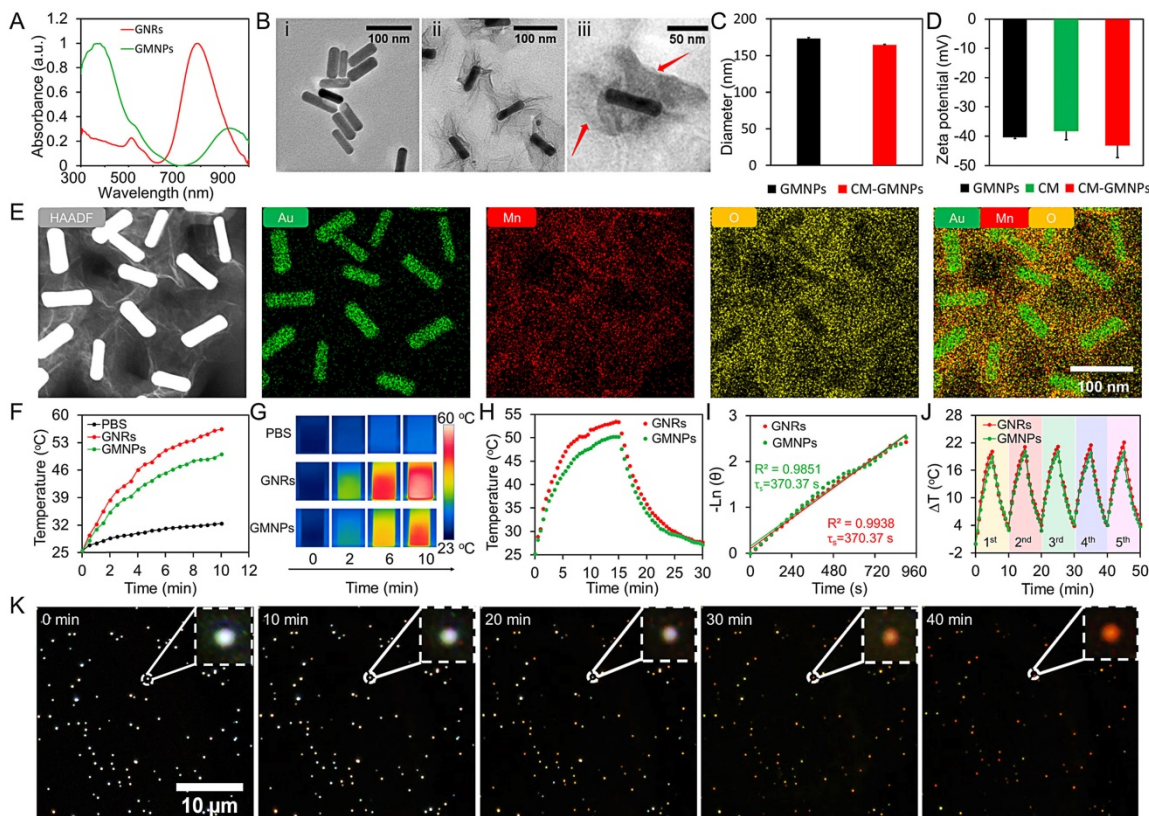 A
Absorbance (a.u.)
1
0.8
0.6
0.4
0.2
0
300 500 700 900
Wavelength (nm)
GNRs
GMNPs
B
i
100 nm
ii
100 nm
iii
50 nm
C
Diameter (nm)
200
150
100
50
0
GMNPs CM-GMNPs
D
Zeta potential (mV)
0
-10
-20
-30
-40
-50
GMNPs CM CM-GMNPs
E
HAADF
Au
Mn
O
Au Mn O
100 nm
F
Temperature (ºC)
60
53
46
39
32
25
0 2 4 6 8 10 12
Time (min)
PBS
GNRs
GMNPs
G
PBS
GNRs
GMNPs
60 ºC
23 ºC
0 2 6 10
Time (min)
H
Temperature (ºC)
55
50
45
40
35
30
25
0 5 10 15 20 25 30
Time (min)
GNRs
GMNPs
I
-Ln (θ)
3
2
1
0
0 240 480 720 960
Time (s)
GNRs
GMNPs
R² = 0.9851
τs=370.37 s
R² = 0.9938
τs=370.37 s
J
ΔT (ºC)
28
22
16
10
4
-2
0 10 20 30 40 50
Time (min)
GNRs
GMNPs
1st 2nd 3rd 4th 5th
K
0 min
10 min
20 min
30 min
40 min
10 μm